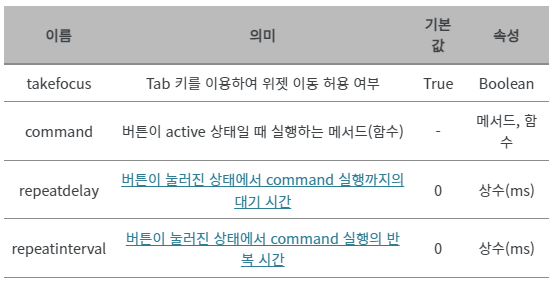 이름 의미 기본
값 속성
takefocus Tab 키를 이용하여 위젯 이동 허용 여부 True Boolean
command 버튼이 active 상태일 때 실행하는 메서드(함수) - 메서드, 함
수
repeatdelay 버튼이 눌러진 상태에서 command 실행까지의
대기 시간 0 상수(ms)
repeatinterval 버튼이 눌러진 상태에서 command 실행의 반
복 시간 0 상수(ms)